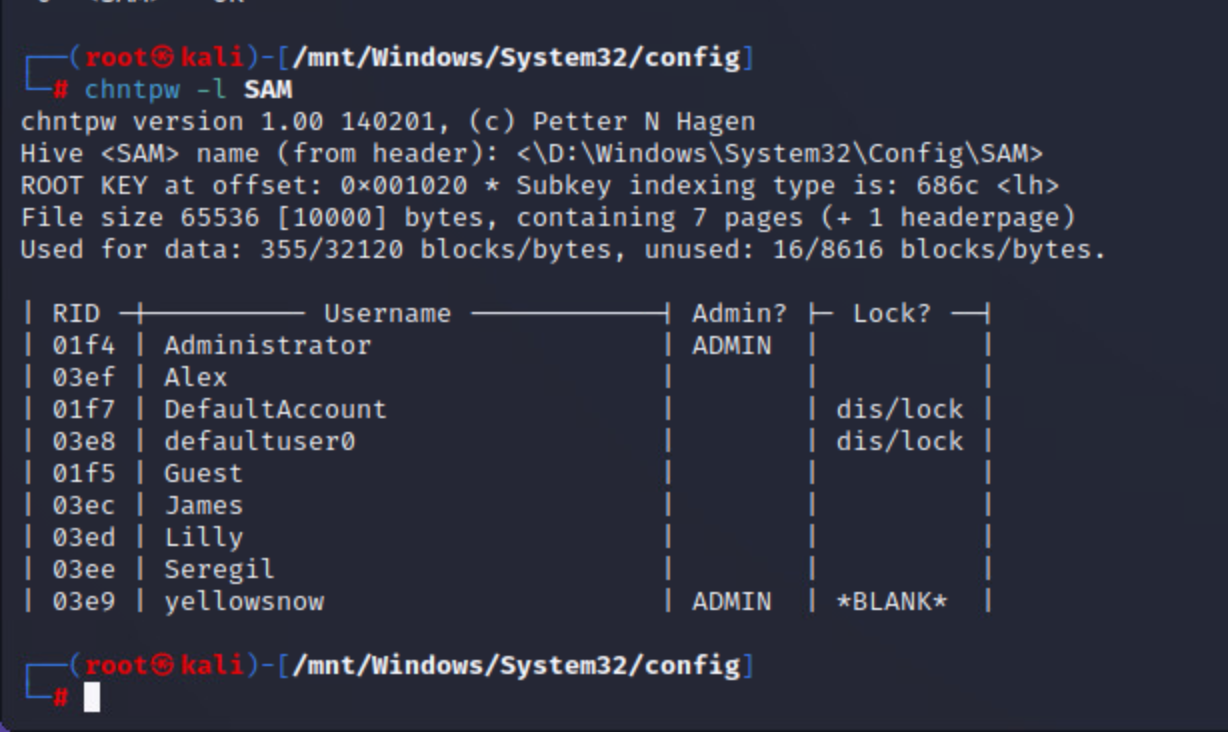 ┌──(root㉿kali)-[/mnt/Windows/System32/config]
└─# chntpw -l SAM
chntpw version 1.00 140201, (c) Petter N Hagen
Hive <SAM> name (from header): <\D:\Windows\System32\Config\SAM>
ROOT KEY at offset: 0x001020 * Subkey indexing type is: 686c <lh>
File size 65536 [10000] bytes, containing 7 pages (+ 1 headerpage)
Used for data: 355/32120 blocks/bytes, unused: 16/8616 blocks/bytes.
| RID -|---------- Username ------------| Admin? |- Lock? --|
| 01f4 | Administrator | ADMIN | |
| 03ef | Alex | | |
| 01f7 | DefaultAccount | | dis/lock |
| 03e8 | defaultuser0 | | dis/lock |
| 01f5 | Guest | | |
| 03ec | James | | |
| 03ed | Lilly | | |
| 03ee | Seregil | | |
| 03e9 | yellowsnow | ADMIN | *BLANK* |
┌──(root㉿kali)-[/mnt/Windows/System32/config]
└─#